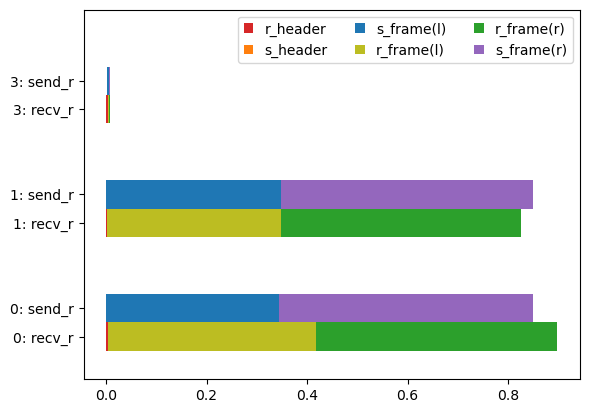 r_header s_frame(l) r_frame(r)
s_header r_frame(l) s_frame(r)
3: send_r
3: recv_r
1: send_r
1: recv_r
0: send_r
0: recv_r
0.0 0.2 0.4 0.6 0.8